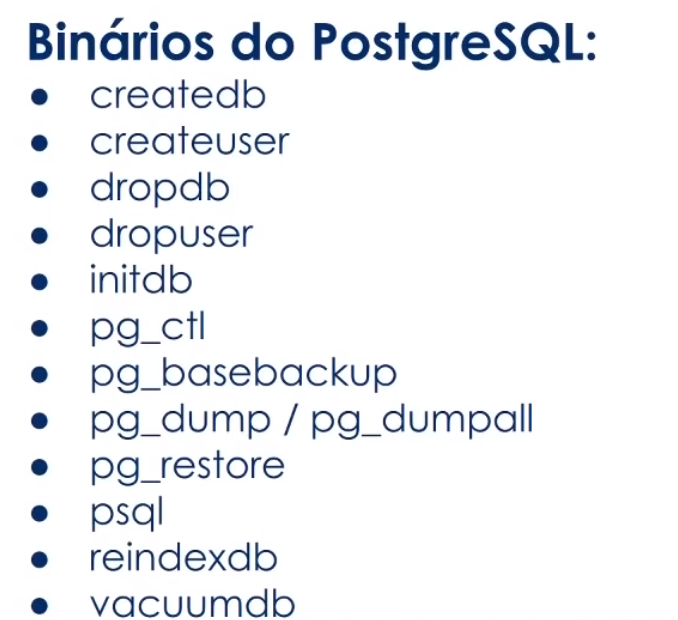 Binários do PostgreSQL:
● createdb
● createuser
● dropdb
● dropuser
● initdb
● pg_ctl
● pg_basebackup
● pg_dump / pg_dumpall
● pg_restore
● psql
● reindexdb
● vacuumdb